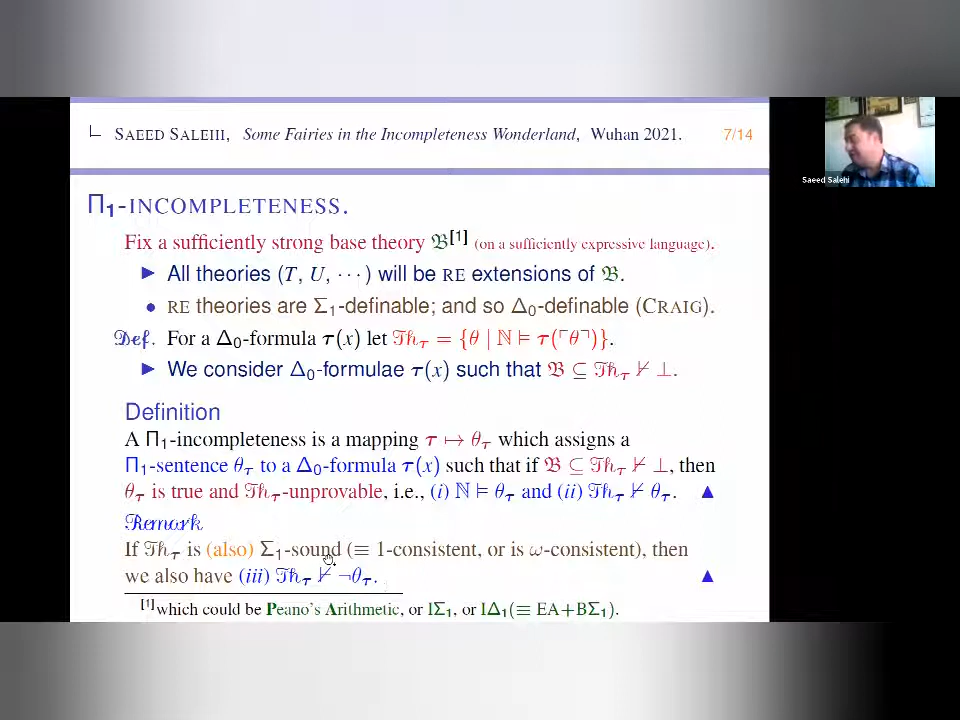 SAEED SALEHI, Some Fairies in the Incompleteness Wonderland, Wuhan 2021. 7/14
Saeed Salehi
Π₁-INCOMPLETENESS.
Fix a sufficiently strong base theory 𝔅[1] (on a sufficiently expressive language).
▶ All theories (T, U, ···) will be RE extensions of 𝔅.
• RE theories are Σ₁-definable; and so Δ₀-definable (CRAIG).
Def. For a Δ₀-formula τ(x) let 𝒯𝒽τ = {θ | ℕ ⊨ τ(⌜θ⌝)}.
▶ We consider Δ₀-formulae τ(x) such that 𝔅 ⊆ 𝒯𝒽τ ⊬ ⊥.
Definition
A Π₁-incompleteness is a mapping τ ↦ θτ which assigns a
Π₁-sentence θτ to a Δ₀-formula τ(x) such that if 𝔅 ⊆ 𝒯𝒽τ ⊬ ⊥, then
θτ is true and 𝒯𝒽τ-unprovable, i.e., (i) ℕ ⊨ θτ and (ii) 𝒯𝒽τ ⊬ θτ. ▲
Remark
If 𝒯𝒽τ is (also) Σ₁-sound (≡ 1-consistent, or is ω-consistent), then
we also have (iii) 𝒯𝒽τ ⊬ ¬θτ. ▲
[1]which could be Peano's Arithmetic, or IΣ₁, or IΔ₁(≡ EA+BΣ₁).